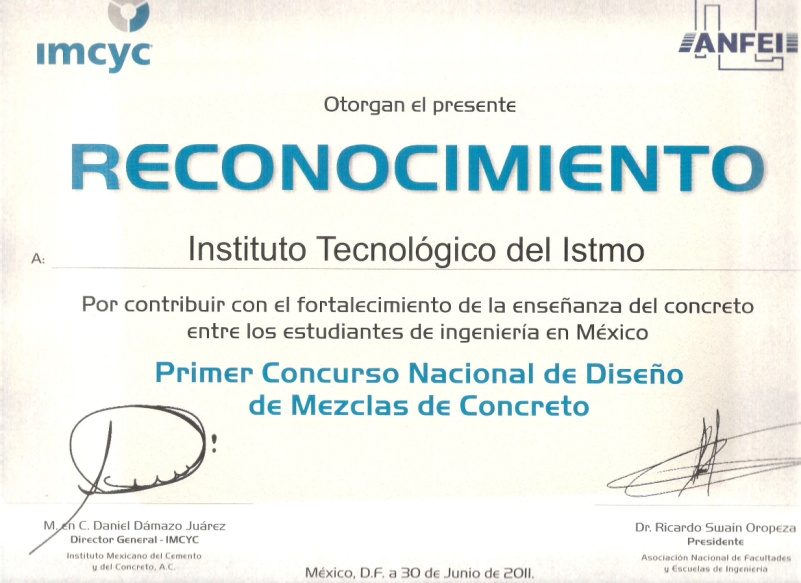 imcyc
ANFEI
Otorgan el presente
RECONOCIMIENTO
A: Instituto Tecnológico del Istmo
Por contribuir con el fortalecimiento de la enseñanza del concreto
entre los estudiantes de ingeniería en México
Primer Concurso Nacional de Diseño
de Mezclas de Concreto
M. en C. Daniel Dámazo Juárez
Director General - IMCYC
Instituto Mexicano del Cemento
y del Concreto, A.C.
Dr. Ricardo Swain Oropeza
Presidente
Asociación Nacional de Facultades
y Escuelas de Ingeniería
México, D.F. a 30 de Junio de 2011.